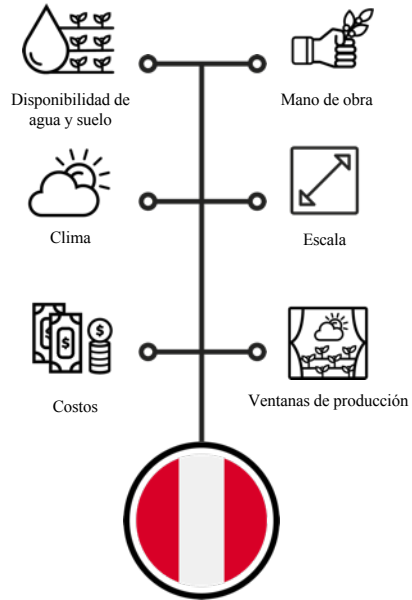 Disponibilidad de
agua y suelo
Mano de obra
Clima
Escala
Costos
Ventanas de producción